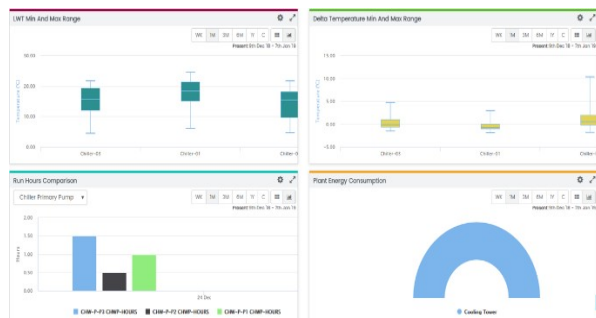 LWT Min And Max Range
WK 1M 3M 6M 1Y C
Present 9th Dec 18 - 7th Jan 19
Temperature (°C)
30.00
20.00
10.00
0.00
Chiller-03
Chiller-01
Delta Temperature Min And Max Range
WK 1M 3M 6M 1Y C
Present 9th Dec 18 - 7th Jan 19
Temperature (°C)
15.00
10.00
5.00
0.00
-5.00
Chiller-03
Chiller-01
Chiller-
Run Hours Comparison
Chiller Primary Pump
WK 1M 3M 6M 1Y C
Present 9th Dec 18 - 7th Jan 19
Hours
2.00
1.50
1.00
0.50
0.00
24 Dec
CHW-P-P3 CHWP-HOURS CHW-P-P2 CHWP-HOURS CHW-P-P1 CHWP-HOURS
Plant Energy Consumption
WK 1M 3M 6M 1Y C
Present 9th Dec 18 - 7th Jan 19
Cooling Tower